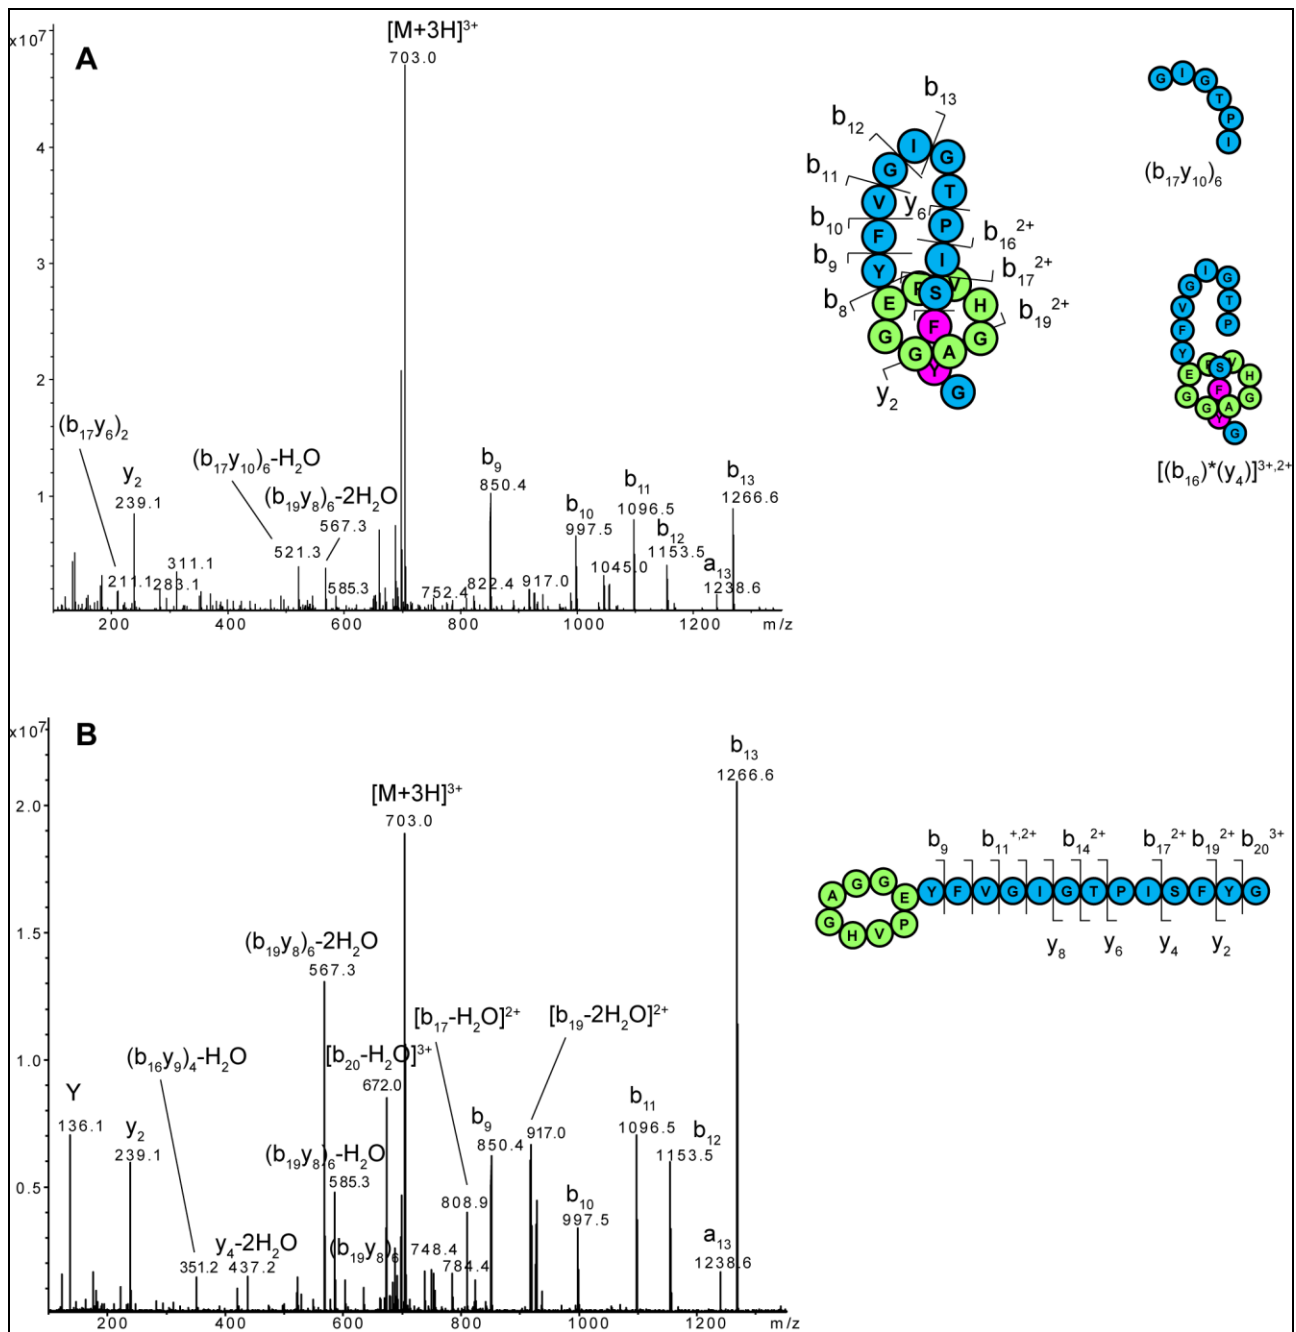 x10⁷
A
[M+3H]³⁺
703.0
4
3
2
1
(b₁₇y₆)₂
y₂
239.1
211.1
283.1
311.1
(b₁₇y₁₀)₆-H₂O
521.3
(b₁₉y₈)₆-2H₂O
567.3
585.3
752.4
822.4
b₉
850.4
917.0
b₁₀
997.5
1045.0
b₁₁
1096.5
b₁₂
1153.5
a₁₃
1238.6
b₁₃
1266.6
200 400 600 800 1000 1200 m/z
b₁₃
b₁₂
b₁₁
b₁₀
b₉
b₈
y₆
b₁₆²⁺
b₁₇²⁺
b₁₉²⁺
y₂
G I G T P I
V F Y E G G A G H V
S F Y G
G I G T P I
(b₁₇y₁₀)₆
G I G T P
V F Y E G G A G H V
S F Y G
[(b₁₆)*(y₄)]³⁺,²⁺
x10⁷
B
2.0
1.5
1.0
0.5
Y
136.1
y₂
239.1
(b₁₆y₉)₄-H₂O
351.2
y₄-2H₂O
437.2
(b₁₉y₈)₆-2H₂O
567.3
(b₁₉y₈)₆-H₂O
585.3
(b₁₉y₈)₆
[b₂₀-H₂O]³⁺
672.0
[M+3H]³⁺
703.0
748.4
784.4
[b₁₇-H₂O]²⁺
808.9
b₉
850.4
[b₁₉-2H₂O]²⁺
917.0
b₁₀
997.5
b₁₁
1096.5
b₁₂
1153.5
a₁₃
1238.6
b₁₃
1266.6
200 400 600 800 1000 1200 m/z
b₉ b₁₁⁺,²⁺ b₁₄²⁺ b₁₇²⁺ b₁₉²⁺ b₂₀³⁺
A G G E P V H G
Y F V G I G T P I S F Y G
y₈ y₆ y₄ y₂